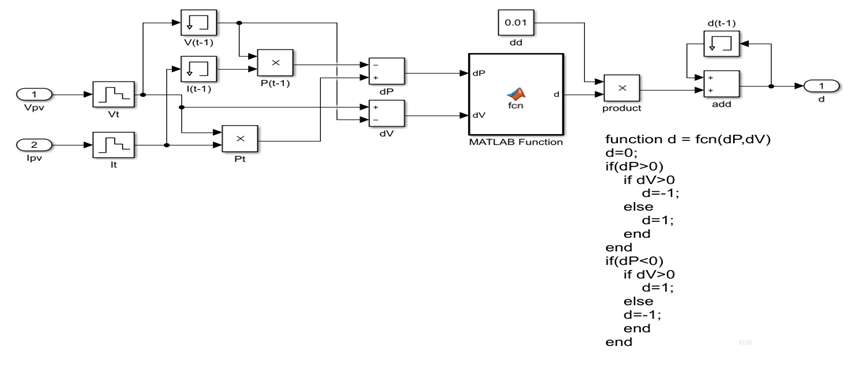 V(t-1)
I(t-1)
×
P(t-1)
1
Vpv
Vt
2
Ipv
It
×
Pt
−
+
dP
+
−
dV
0.01
dd
dP
dV
fcn
d
MATLAB Function
×
product
d(t-1)
+
+
add
1
d
function d = fcn(dP,dV)
d=0;
if(dP>0)
if dV>0
d=-1;
else
d=1;
end
end
if(dP<0)
if dV>0
d=1;
else
d=-1;
end
end